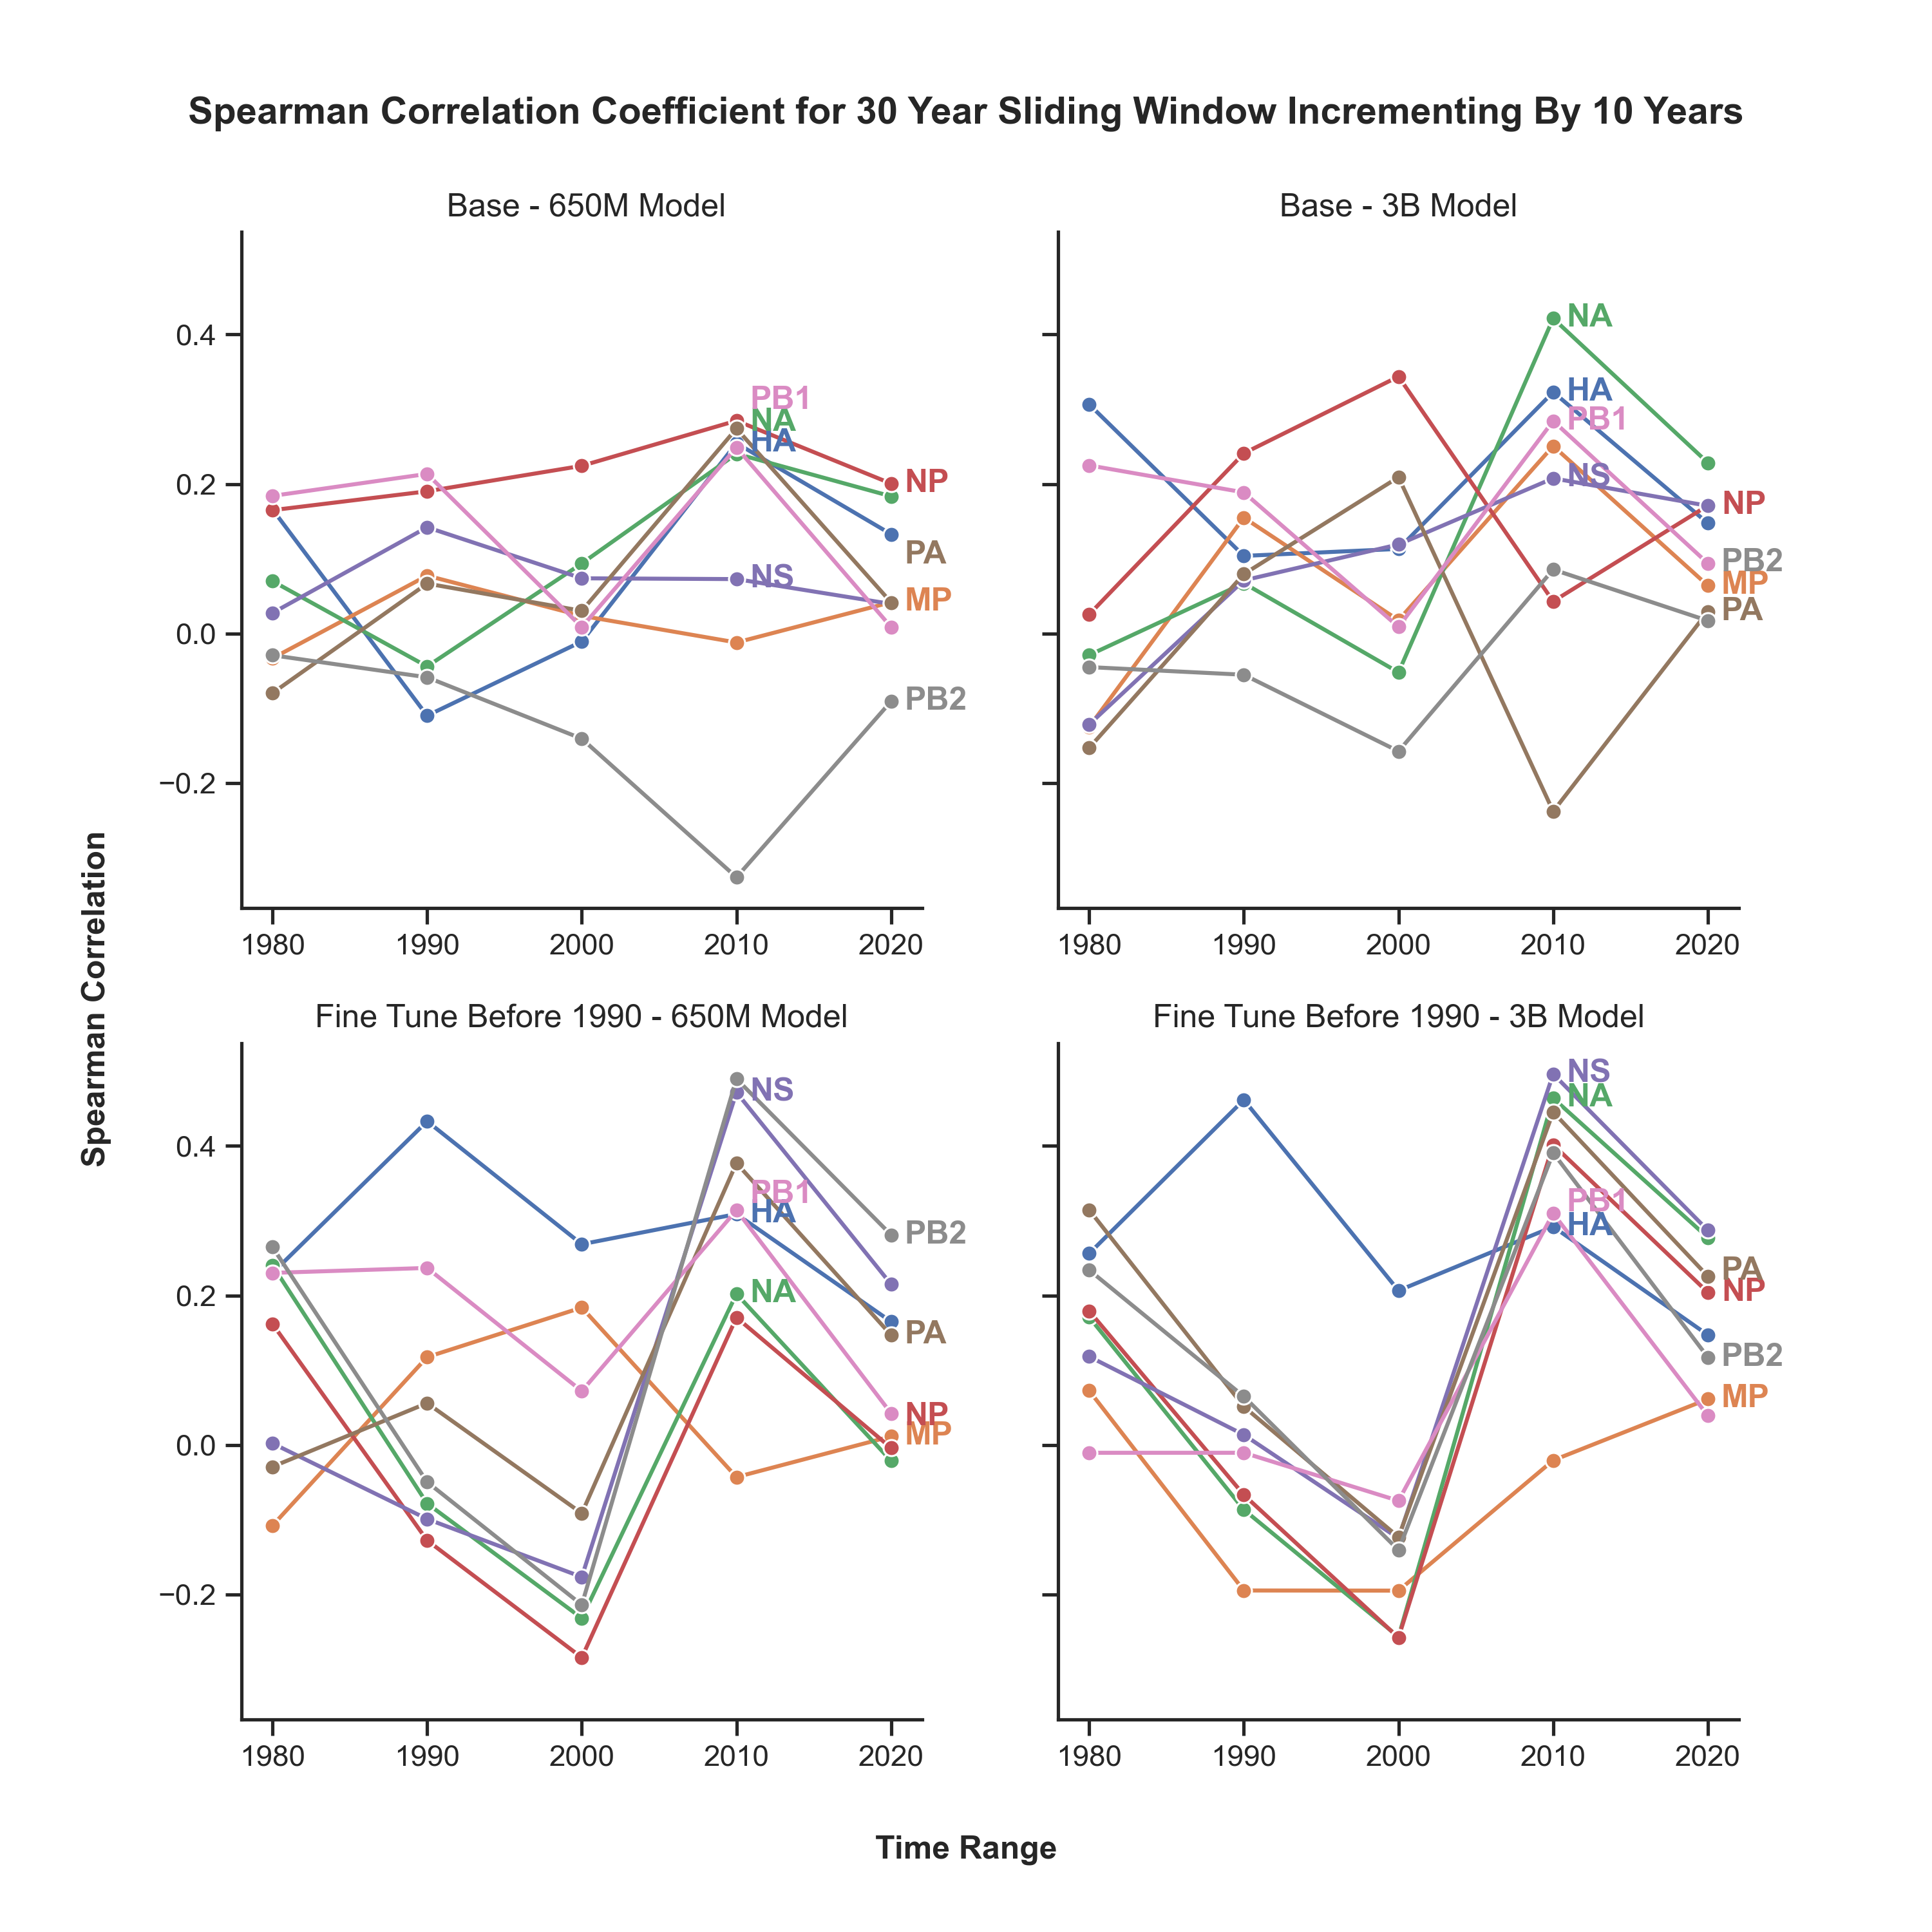 Spearman Correlation Coefficient for 30 Year Sliding Window Incrementing By 10 Years
Base - 650M Model
0.4
0.2
0.0
−0.2
PB1
NA
HA
NP
PA
NS
MP
PB2
1980 1990 2000 2010 2020
Base - 3B Model
NA
HA
PB1
NS
NP
PB2
MP
PA
1980 1990 2000 2010 2020
Spearman Correlation
Fine Tune Before 1990 - 650M Model
0.4
0.2
0.0
−0.2
NS
PB1
HA
PB2
NA
PA
NP
MP
1980 1990 2000 2010 2020
Fine Tune Before 1990 - 3B Model
NS
NA
PB1
HA
PA
NP
PB2
MP
1980 1990 2000 2010 2020
Time Range